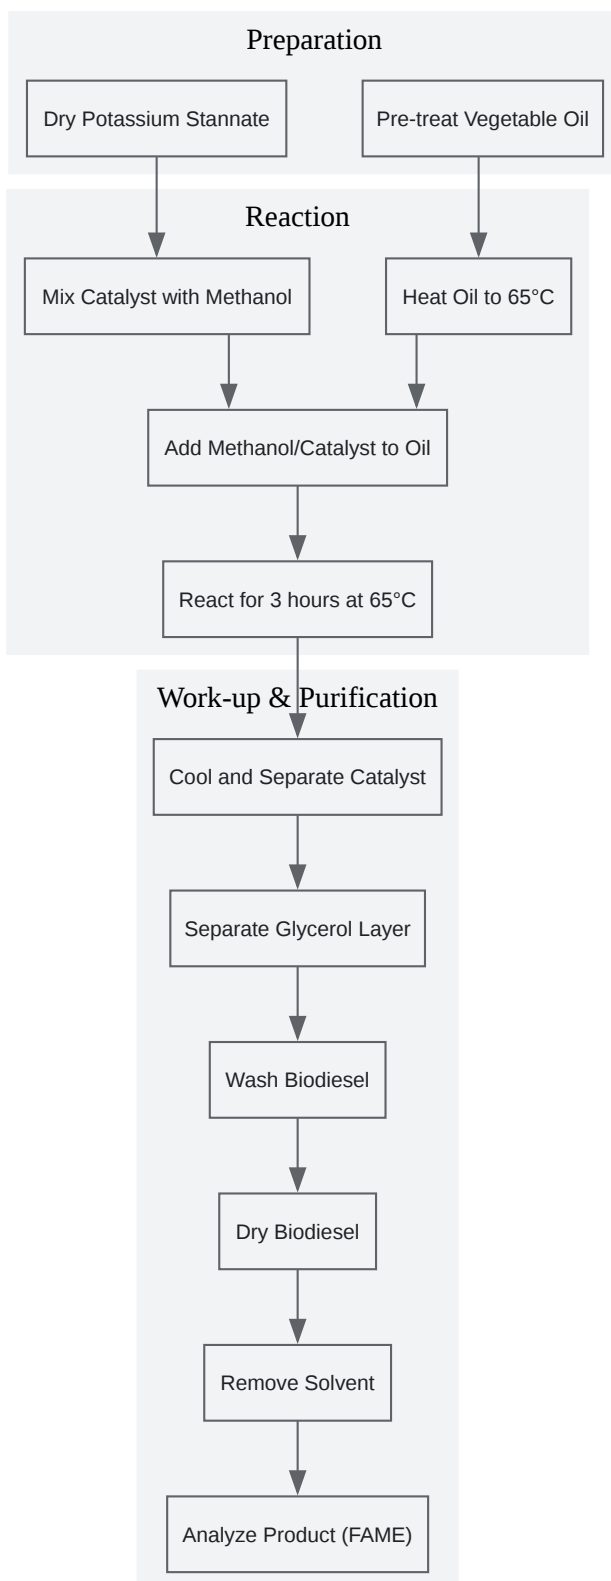 Preparation
Dry Potassium Stannate
Pre-treat Vegetable Oil
Reaction
Mix Catalyst with Methanol
Heat Oil to 65°C
Add Methanol/Catalyst to Oil
React for 3 hours at 65°C
Work-up & Purification
Cool and Separate Catalyst
Separate Glycerol Layer
Wash Biodiesel
Dry Biodiesel
Remove Solvent
Analyze Product (FAME)